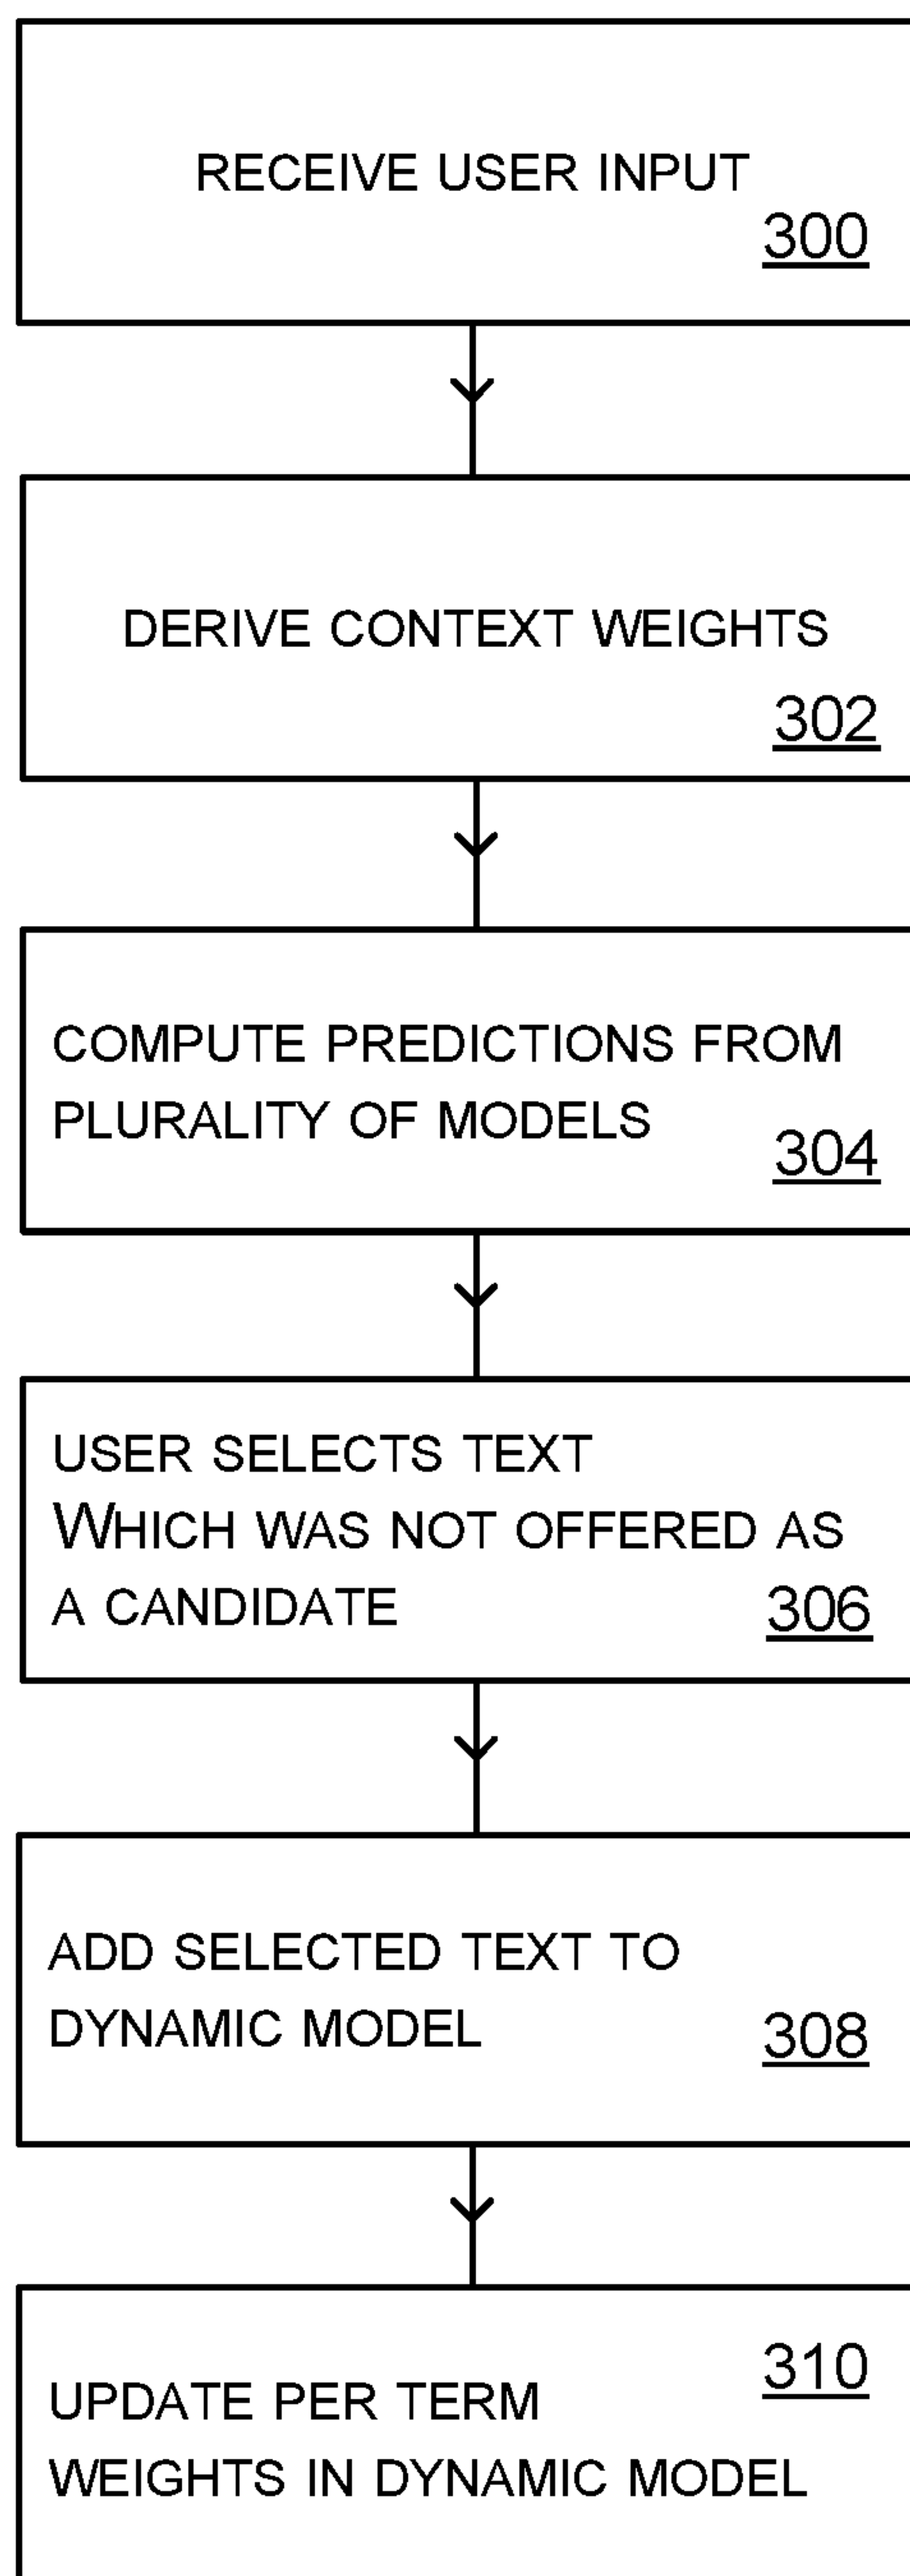 RECEIVE USER INPUT
300
DERIVE CONTEXT WEIGHTS
302
COMPUTE PREDICTIONS FROM
PLURALITY OF MODELS
304
USER SELECTS TEXT
WHICH WAS NOT OFFERED AS
A CANDIDATE
306
ADD SELECTED TEXT TO
DYNAMIC MODEL
308
310
UPDATE PER TERM
WEIGHTS IN DYNAMIC MODEL